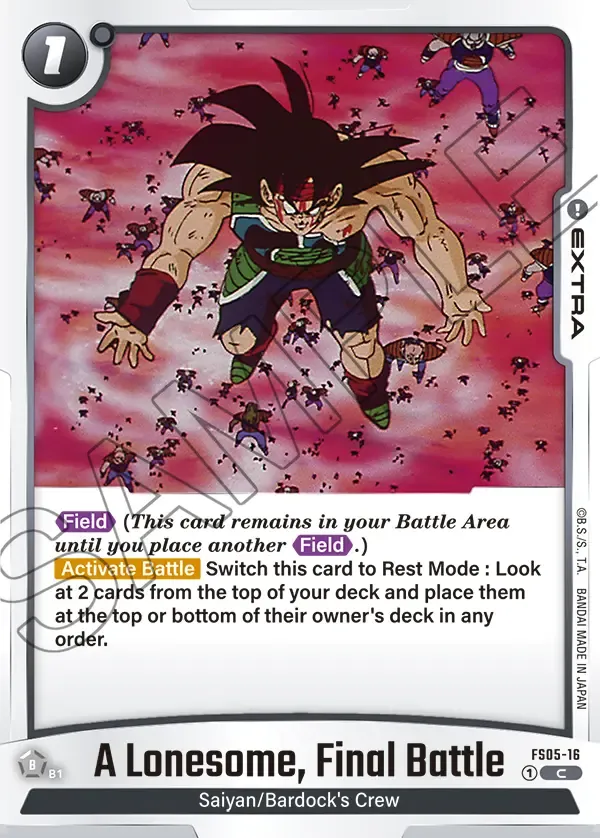 1
! EXTRA
Field (This card remains in your Battle Area
until you place another Field.)
Activate Battle Switch this card to Rest Mode : Look
at 2 cards from the top of your deck and place them
at the top or bottom of their owner's deck in any
order.
SAMPLE
©B.S./S., T.A. BANDAI MADE IN JAPAN
B B1
A Lonesome, Final Battle
FS05-16
1 C
Saiyan/Bardock's Crew